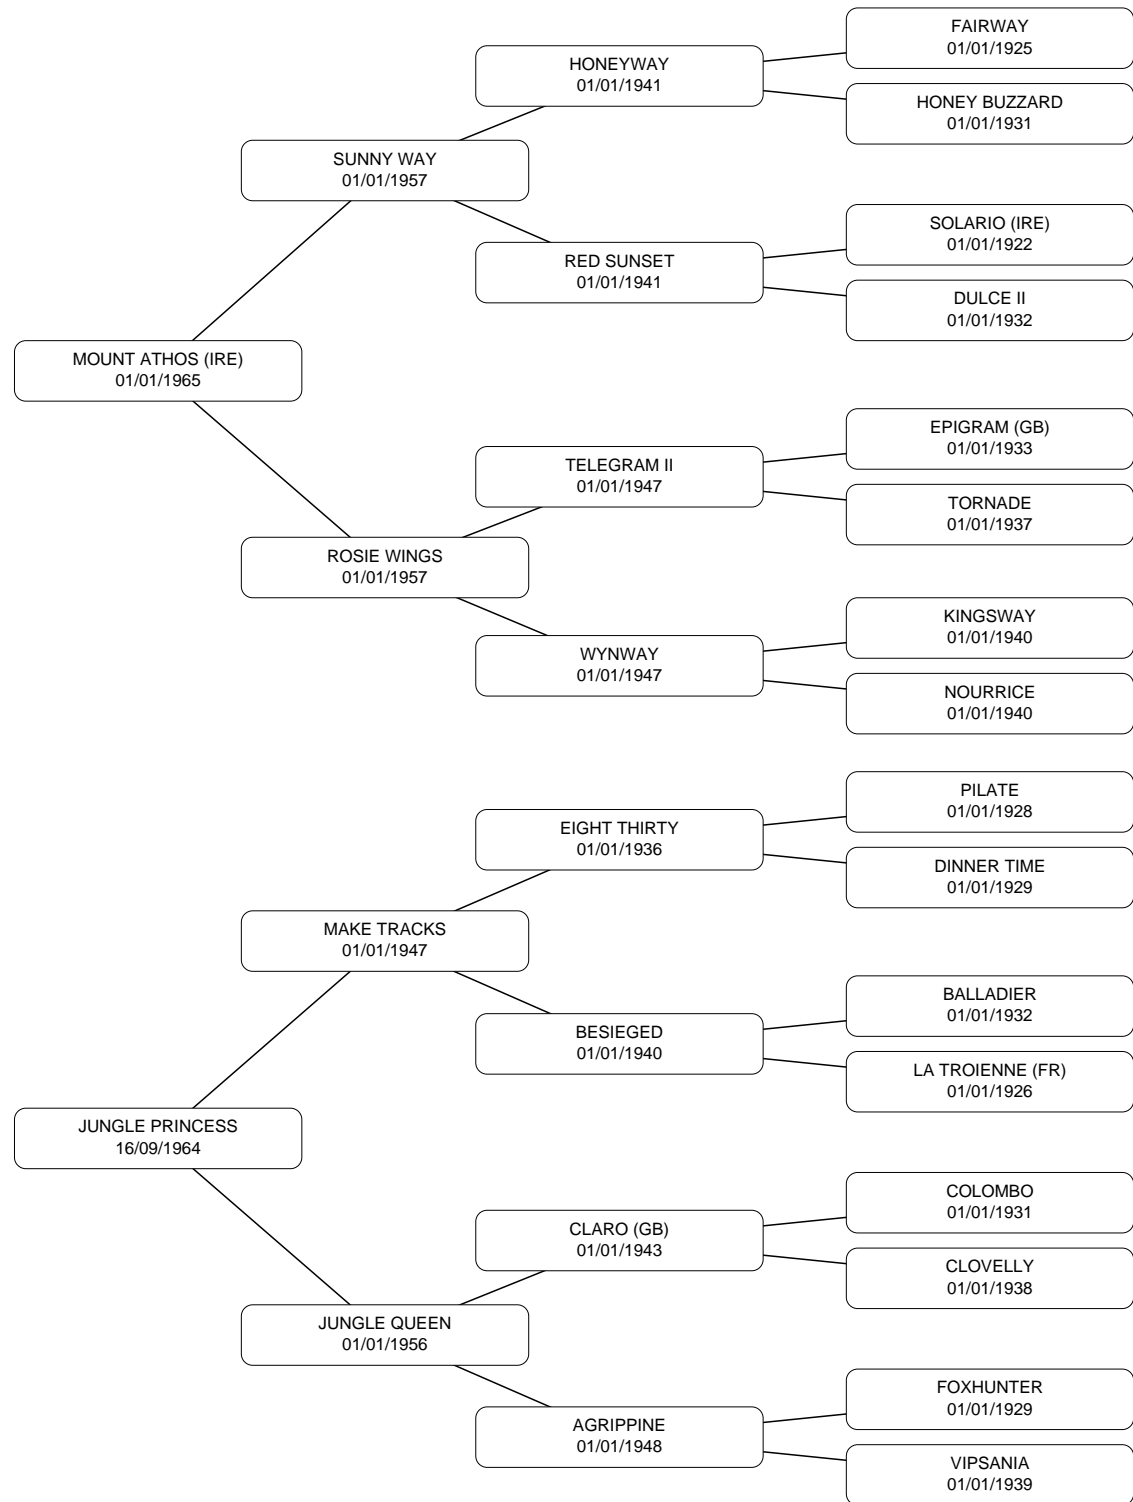 FAIRWAY
01/01/1925
HONEYWAY
01/01/1941
HONEY BUZZARD
01/01/1931
SUNNY WAY
01/01/1957
SOLARIO (IRE)
01/01/1922
RED SUNSET
01/01/1941
DULCE II
01/01/1932
MOUNT ATHOS (IRE)
01/01/1965
EPIGRAM (GB)
01/01/1933
TELEGRAM II
01/01/1947
TORNADE
01/01/1937
ROSIE WINGS
01/01/1957
KINGSWAY
01/01/1940
WYNWAY
01/01/1947
NOURRICE
01/01/1940
PILATE
01/01/1928
EIGHT THIRTY
01/01/1936
DINNER TIME
01/01/1929
MAKE TRACKS
01/01/1947
BALLADIER
01/01/1932
BESIEGED
01/01/1940
LA TROIENNE (FR)
01/01/1926
JUNGLE PRINCESS
16/09/1964
COLOMBO
01/01/1931
CLARO (GB)
01/01/1943
CLOVELLY
01/01/1938
JUNGLE QUEEN
01/01/1956
FOXHUNTER
01/01/1929
AGRIPPINE
01/01/1948
VIPSANIA
01/01/1939